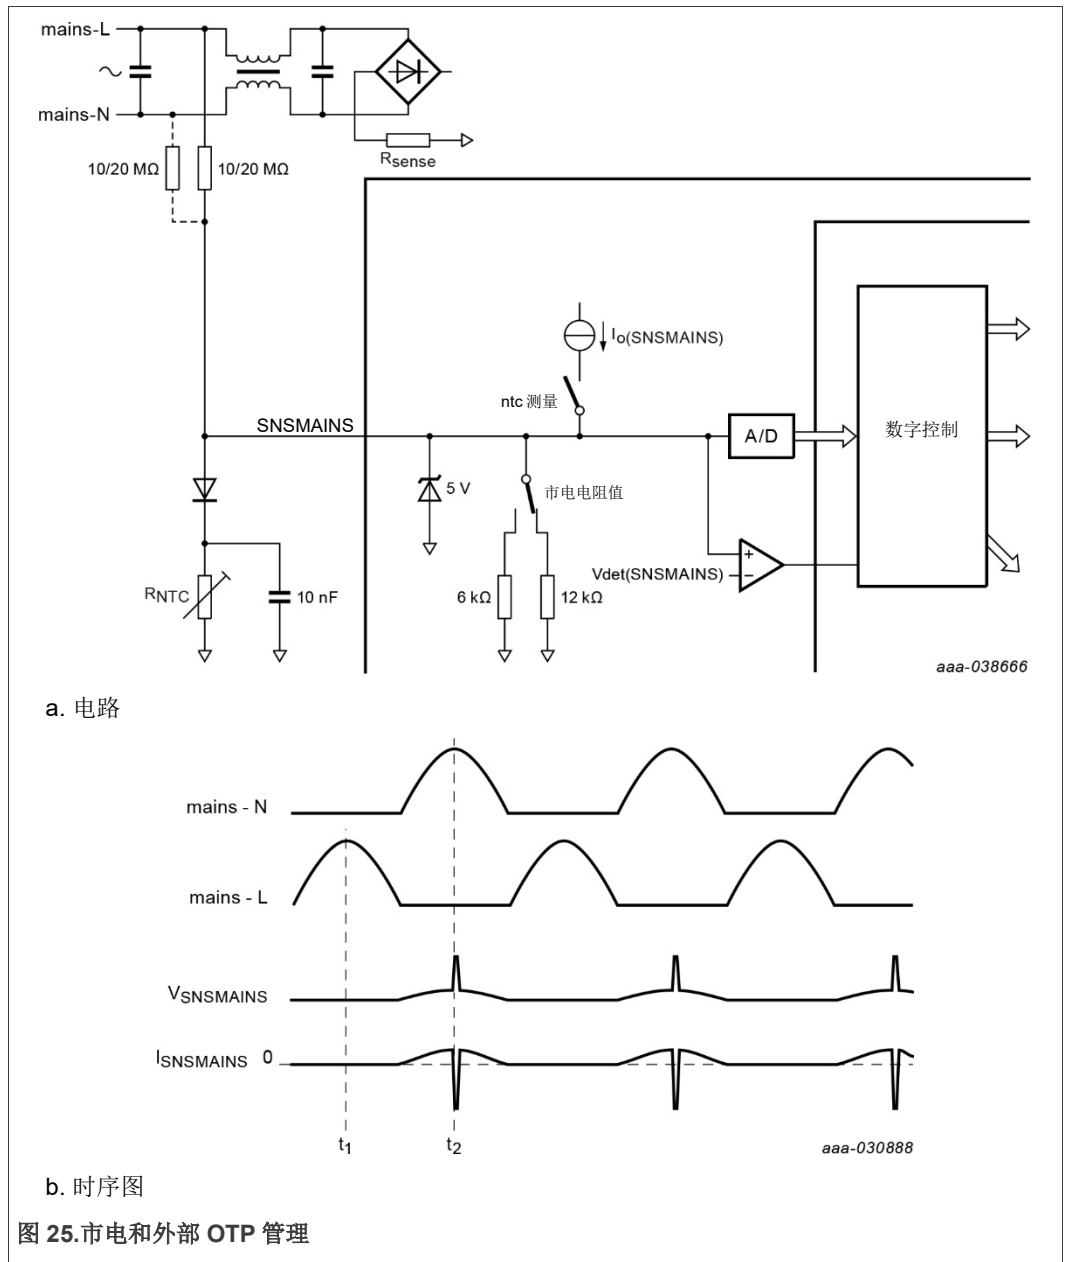 mains-L
mains-N
10/20 MΩ
10/20 MΩ
Rsense
Io(SNSMAINS)
ntc 测量
SNSMAINS
A/D
数字控制
5 V
市电电阻值
Vdet(SNSMAINS)
+
−
RNTC
10 nF
6 kΩ
12 kΩ
aaa-038666
a. 电路
mains - N
mains - L
VSNSMAINS
ISNSMAINS 0
t1
t2
aaa-030888
b. 时序图
图 25.市电和外部 OTP 管理